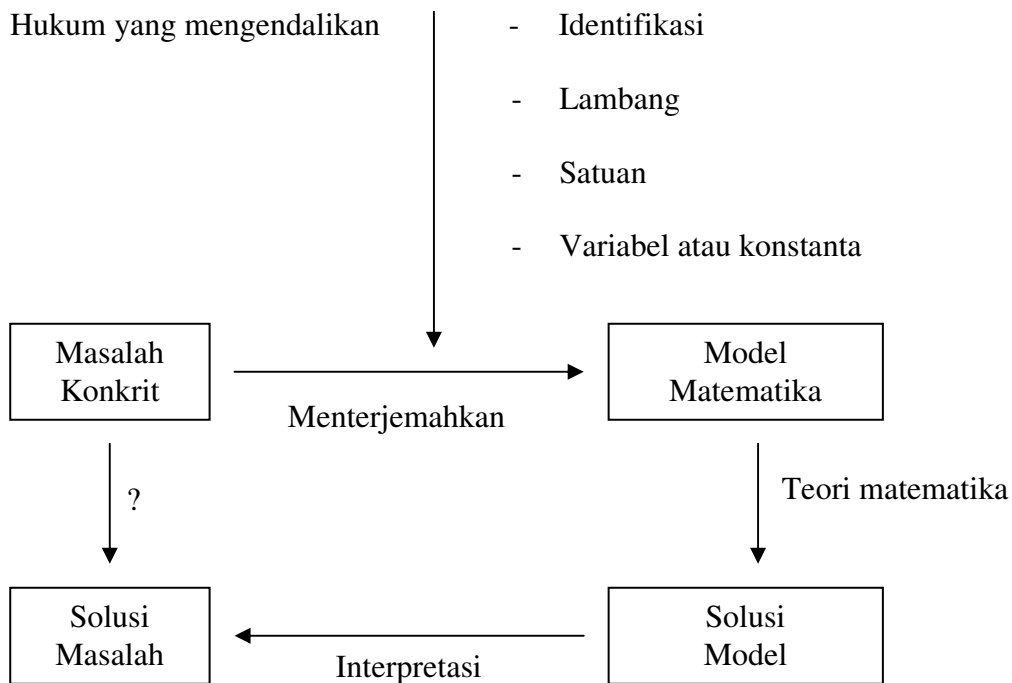 Hukum yang mengendalikan
- Identifikasi
- Lambang
- Satuan
- Variabel atau konstanta
Masalah
Konkrit
Menterjemahkan
Model
Matematika
?
Teori matematika
Solusi
Masalah
Interpretasi
Solusi
Model